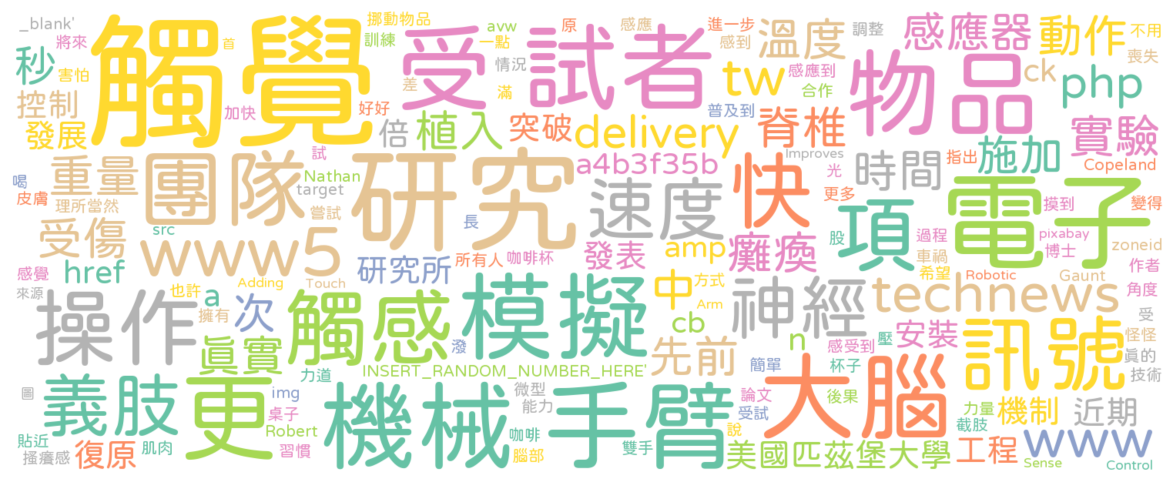 _blank'
將來
秒
害怕
控制
發展
觸覺
加快
首
受試者
挪動物品
訓練
好好
差
avw
一點
情況
滿
原
感應
感到
進一步
tw
普及到
溫度
感應到
合作
調整
感應器
ck
動作
php
不用
喪失
物品
實驗
倍
植入
突破
delivery
脊椎
Improves
光
時間
指出
施加
Copeland
喝
皮膚
重量
理所當然
團隊
試
Nathan
target
嘗試
研究
a4b3f35b
速度
快
更多
項
電子
摸到
變得
受傷
src
www5
長
所有人
咖啡杯
發表
amp
癱瘓
股
過程
車禍
希望
pixabay
博士
zoneid
感覺
href
來源
也許
a
擁有
次
Adding
Touch
研究所
中
方式
Arm
神經
technews
Robotic
Gaunt
作者
角度
操作
真實
觸感
模擬
潑
先前
cb
n
簡單
感受到
壓
杯子
安裝
訊號
受
怪怪
真的
技術
力道
INSERT_RANDOM_NUMBER_HERE'
圖
義肢
更
img
桌子
Robert
習慣
機械
微型
能力
咖啡
腦部
手臂
雙手
論文
受試
說
大腦
後果
力量
截肢
機制
近期
貼近
搔癢感
復原
肌肉
美國匹茲堡大學
工程
www
Sense
Control